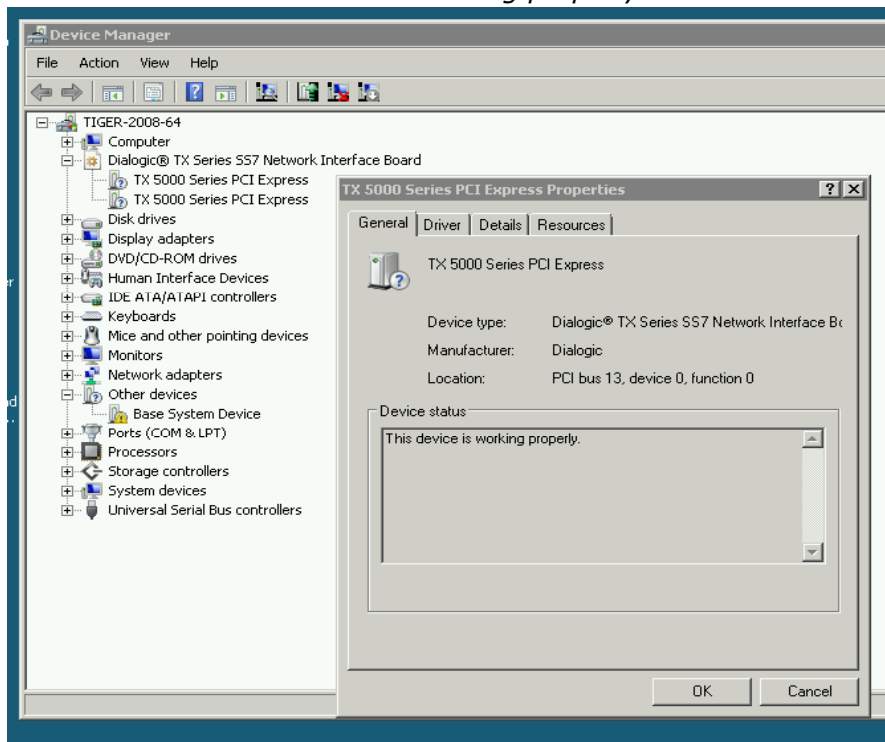 Device Manager
File Action View Help
TIGER-2008-64
Computer
Dialogic® TX Series SS7 Network Interface Board
TX 5000 Series PCI Express
TX 5000 Series PCI Express
Disk drives
Display adapters
DVD/CD-ROM drives
Human Interface Devices
IDE ATA/ATAPI controllers
Keyboards
Mice and other pointing devices
Monitors
Network adapters
Other devices
Base System Device
Ports (COM & LPT)
Processors
Storage controllers
System devices
Universal Serial Bus controllers
TX 5000 Series PCI Express Properties
General Driver Details Resources
TX 5000 Series PCI Express
Device type: Dialogic® TX Series SS7 Network Interface Bo
Manufacturer: Dialogic
Location: PCI bus 13, device 0, function 0
Device status
This device is working properly.
OK Cancel